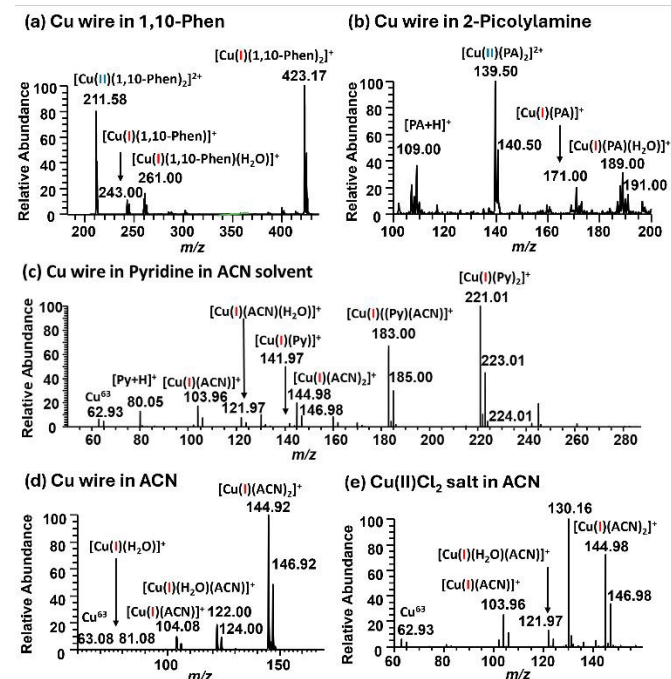 (a) Cu wire in 1,10-Phen
[Cu(I)(1,10-Phen)₂]⁺
423.17
[Cu(II)(1,10-Phen)₂]²⁺
211.58
[Cu(I)(1,10-Phen)]⁺
[Cu(I)(1,10-Phen)(H₂O)]⁺
261.00
243.00
Relative Abundance
100
80
60
40
20
0
200 250 300 350 400
m/z
(b) Cu wire in 2-Picolylamine
[Cu(II)(PA)₂]²⁺
139.50
[Cu(I)(PA)]⁺
[PA+H]⁺
109.00
140.50
[Cu(I)(PA)(H₂O)]⁺
189.00
171.00
191.00
Relative Abundance
100
80
60
40
20
0
100 120 140 160 180 200
m/z
(c) Cu wire in Pyridine in ACN solvent
[Cu(I)(Py)₂]⁺
221.01
[Cu(I)(ACN)(H₂O)]⁺
[Cu(I)((Py)(ACN)]⁺
183.00
[Cu(I)(Py)]⁺
141.97
[Py+H]⁺
80.05
[Cu(I)(ACN)]⁺
103.96
[Cu(I)(ACN)₂]⁺
144.98
185.00
223.01
Cu⁶³
62.93
121.97
146.98
224.01
Relative Abundance
100
80
60
40
20
0
60 80 100 120 140 160 180 200 220 240 260 280
m/z
(d) Cu wire in ACN
[Cu(I)(ACN)₂]⁺
144.92
[Cu(I)(H₂O)]⁺
146.92
[Cu(I)(H₂O)(ACN)]⁺
Cu⁶³
[Cu(I)(ACN)]⁺
122.00
63.08 81.08
104.08
124.00
Relative Abundance
100
80
60
40
20
0
100 150
m/z
(e) Cu(II)Cl₂ salt in ACN
130.16
[Cu(I)(ACN)₂]⁺
144.98
[Cu(I)(H₂O)(ACN)]⁺
[Cu(I)(ACN)]⁺
103.96
146.98
Cu⁶³
62.93
121.97
Relative Abundance
100
80
60
40
20
0
60 80 100 120 140
m/z